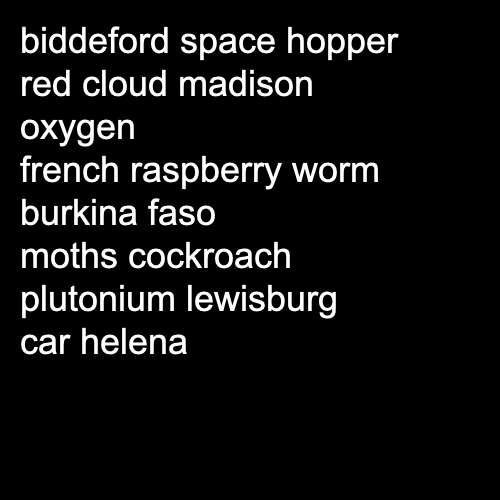 biddeford space hopper
red cloud madison
oxygen
french raspberry worm
burkina faso
moths cockroach
plutonium lewisburg
car helena